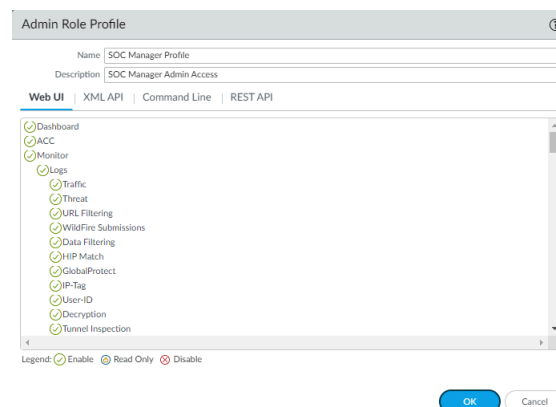 Admin Role Profile
Name SOC Manager Profile
Description SOC Manager Admin Access
Web UI XML API Command Line REST API
Dashboard
ACC
Monitor
Logs
Traffic
Threat
URL Filtering
WildFire Submissions
Data Filtering
HIP Match
GlobalProtect
IP-Tag
User-ID
Decryption
Tunnel Inspection
Legend: Enable Read Only Disable
OK Cancel